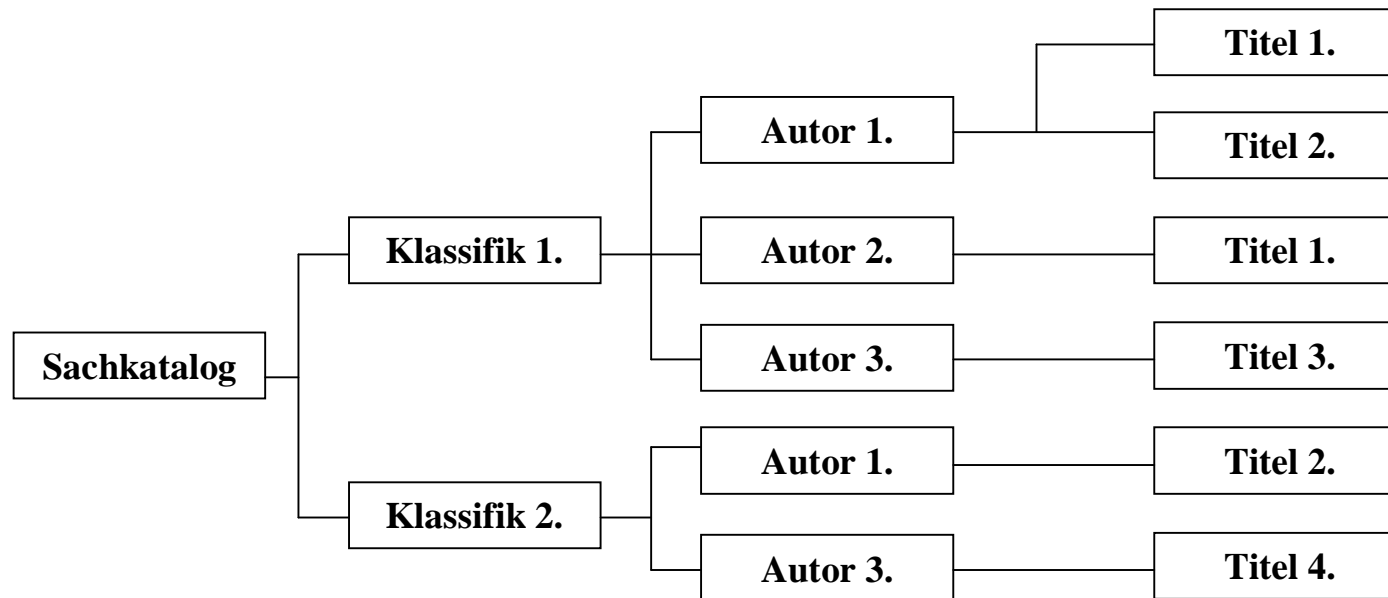 Titel 1.
Autor 1.
Titel 2.
Klassifik 1.
Autor 2.
Titel 1.
Sachkatalog
Autor 3.
Titel 3.
Autor 1.
Titel 2.
Klassifik 2.
Autor 3.
Titel 4.